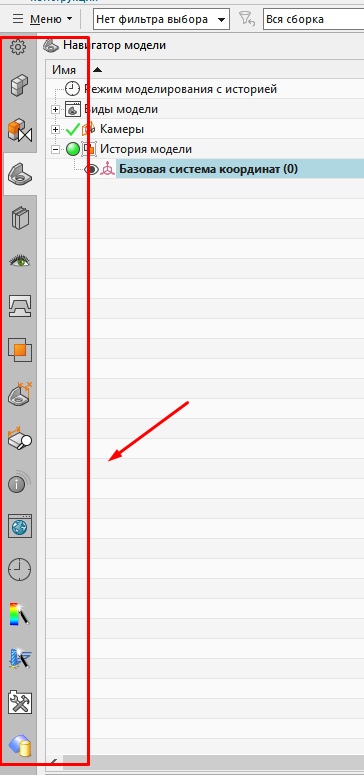 Меню
Нет фильтра выбора
Вся сборка
Навигатор модели
Имя
Режим моделирования с историей
Виды модели
Камеры
История модели
Базовая система координат (0)